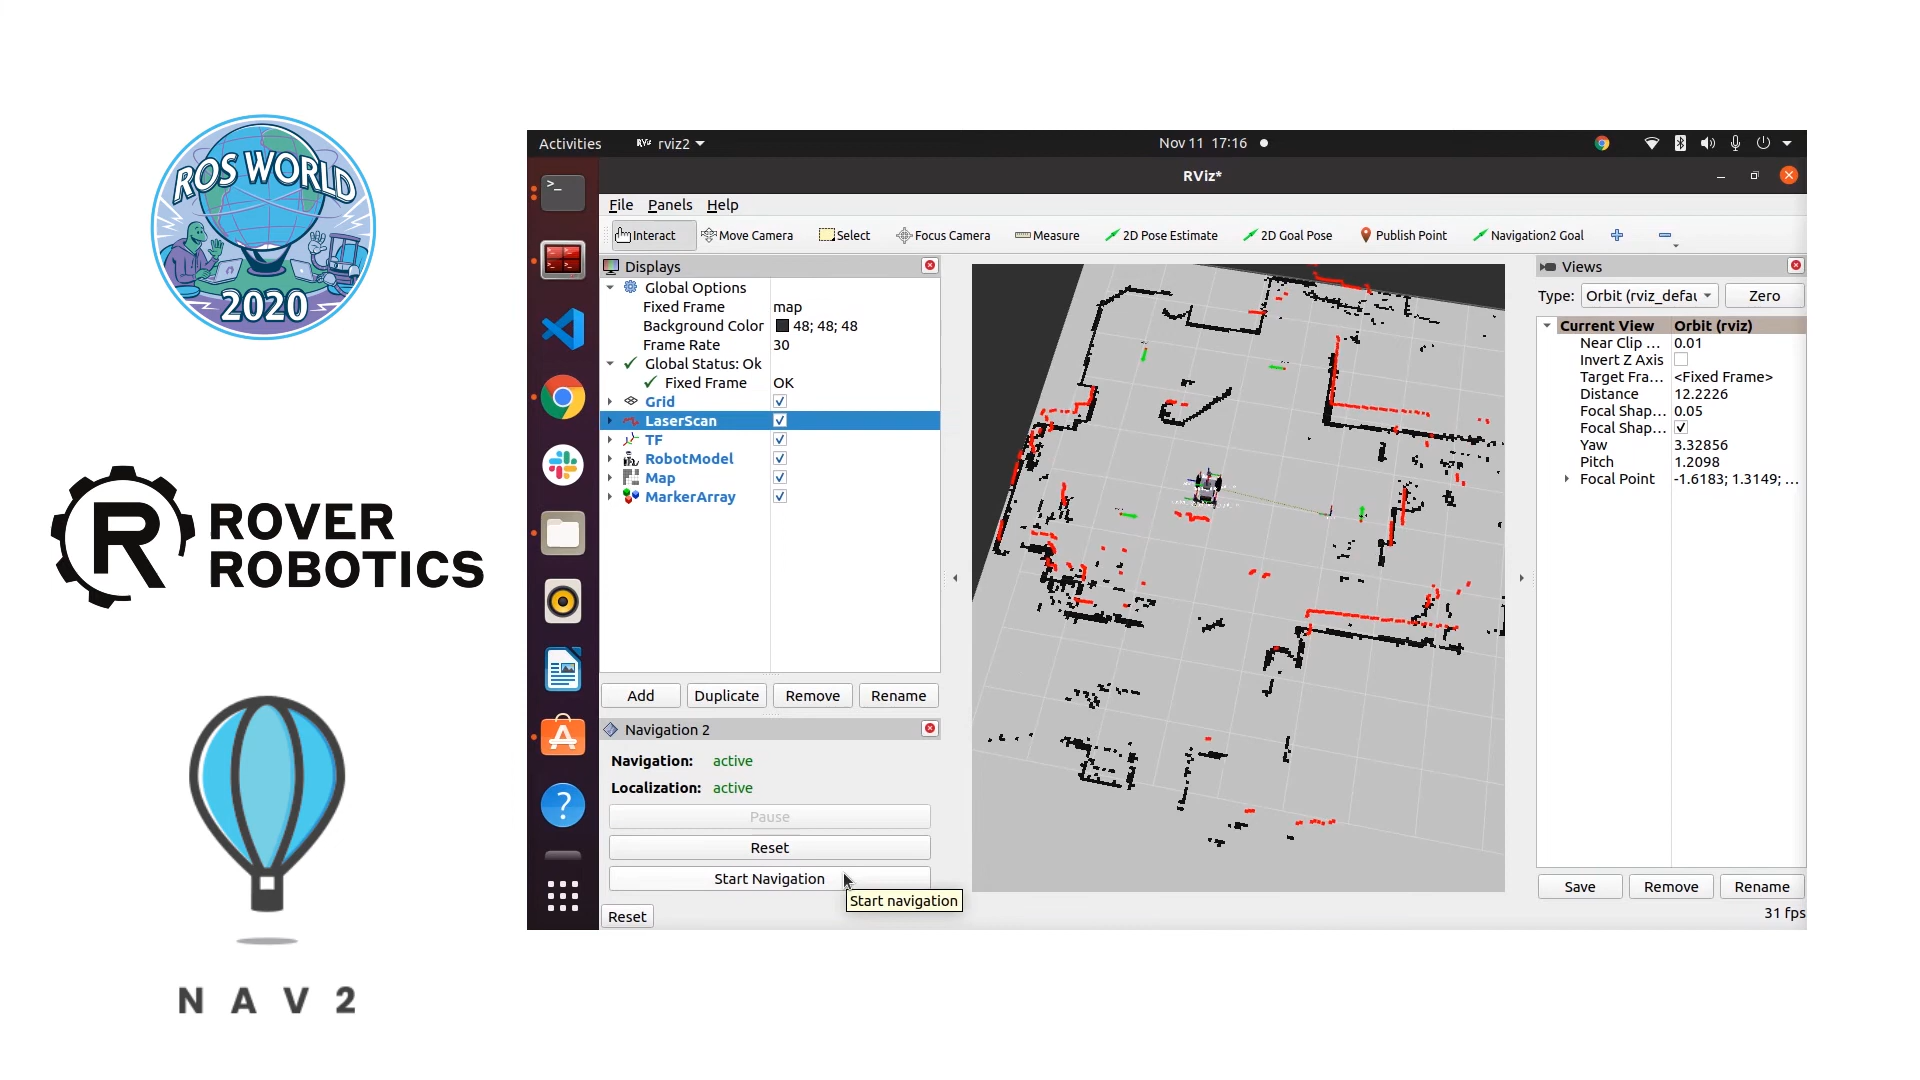 ROS WORLD
2020
ROVER
ROBOTICS
NAV2
Activities
rviz2
Nov 11 17:16
RViz*
File Panels Help
Interact Move Camera Select Focus Camera Measure 2D Pose Estimate 2D Goal Pose Publish Point Navigation2 Goal
Displays
Global Options
Fixed Frame map
Background Color 48; 48; 48
Frame Rate 30
Global Status: Ok
Fixed Frame OK
Grid
LaserScan
TF
RobotModel
Map
MarkerArray
Add Duplicate Remove Rename
Navigation 2
Navigation: active
Localization: active
Pause
Reset
Start Navigation
Start navigation
Reset
Views
Type: Orbit (rviz_defau Zero
Current View Orbit (rviz)
Near Clip ... 0.01
Invert Z Axis
Target Fra... <Fixed Frame>
Distance 12.2226
Focal Shap... 0.05
Focal Shap...
Yaw 3.32856
Pitch 1.2098
Focal Point -1.6183; 1.3149; ...
Save Remove Rename
31 fps